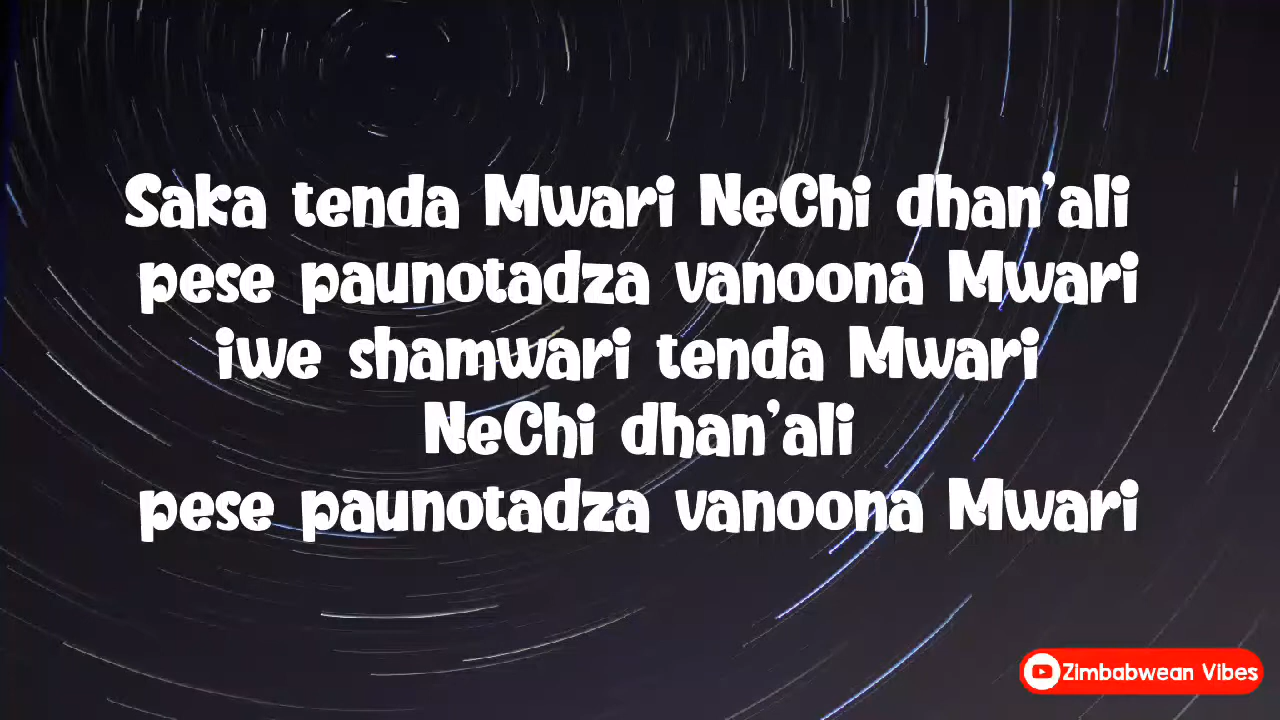 Saka tenda Mwari NeChi dhan'ali
pese paunotadza vanoona Mwari
iwe shamwari tenda Mwari
NeChi dhan'ali
pese paunotadza vanoona Mwari
Zimbabwean Vibes